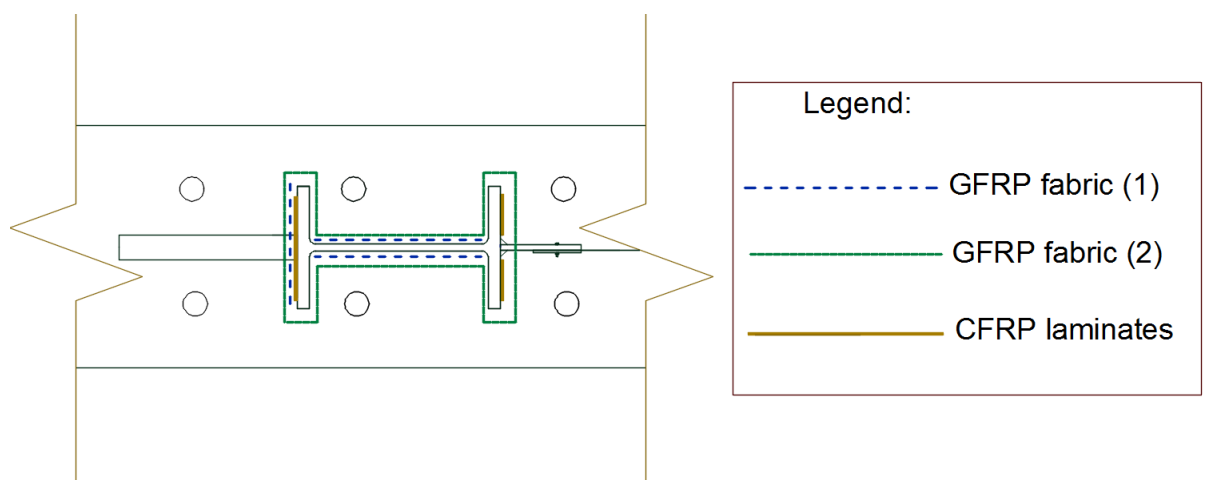 Legend:
GFRP fabric (1)
GFRP fabric (2)
CFRP laminates